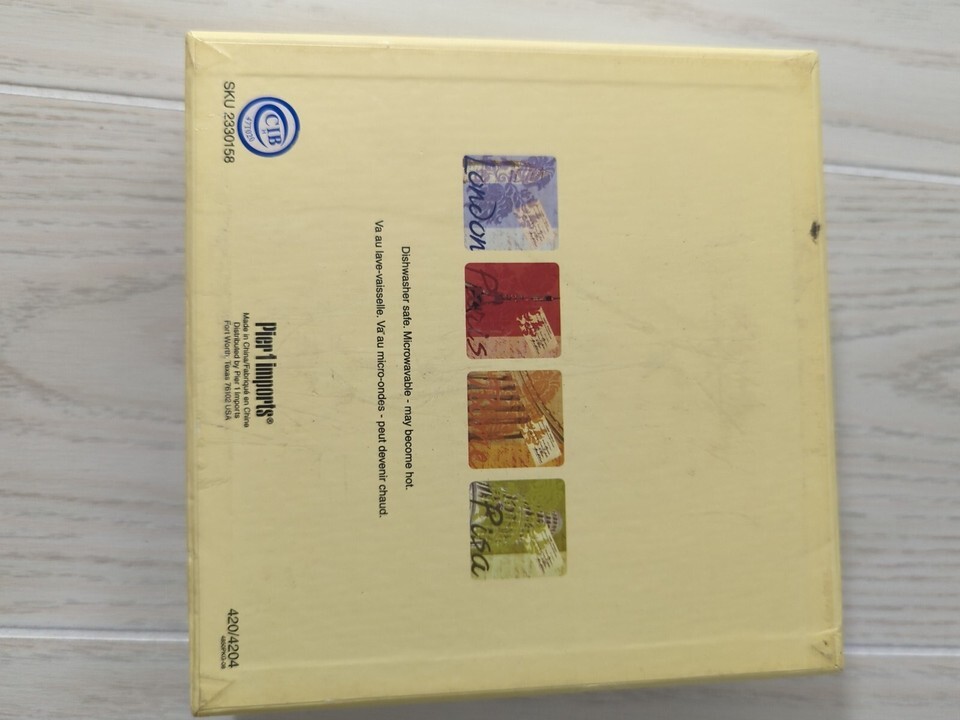 London
Paris
Pisa
Dishwasher safe. Microwavable - may become hot.
Va au lave-vaisselle. Va au micro-ondes - peut devenir chaud.
Pier 1 imports®
Made in China/Fabriqué en Chine
Distributed by Pier 1 Imports
Fort Worth, Texas 76102 USA
SKU 2330158
CIB
420/4204